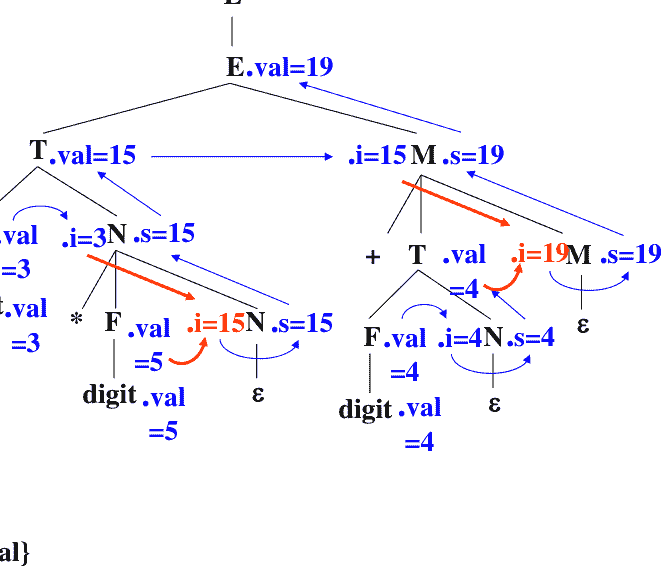 E.val=19
T.val=15 .i=15 M .s=19
.val .i=3 N .s=15 + T .val .i=19 M .s=19
=3 =4
.val * F .val .i=15 N .s=15 F .val .i=4 N .s=4 ε
=3 =5 =4
digit .val ε digit .val ε
=5 =4
al}